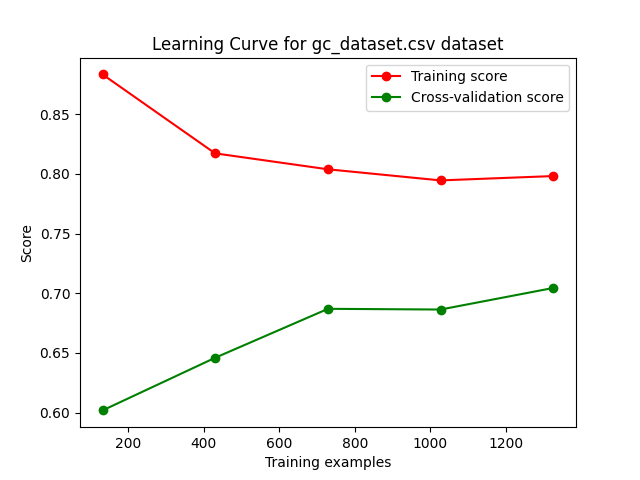 Learning Curve for gc_dataset.csv dataset
Training score
Cross-validation score
0.85
0.80
0.75
0.70
0.65
0.60
Score
200 400 600 800 1000 1200
Training examples